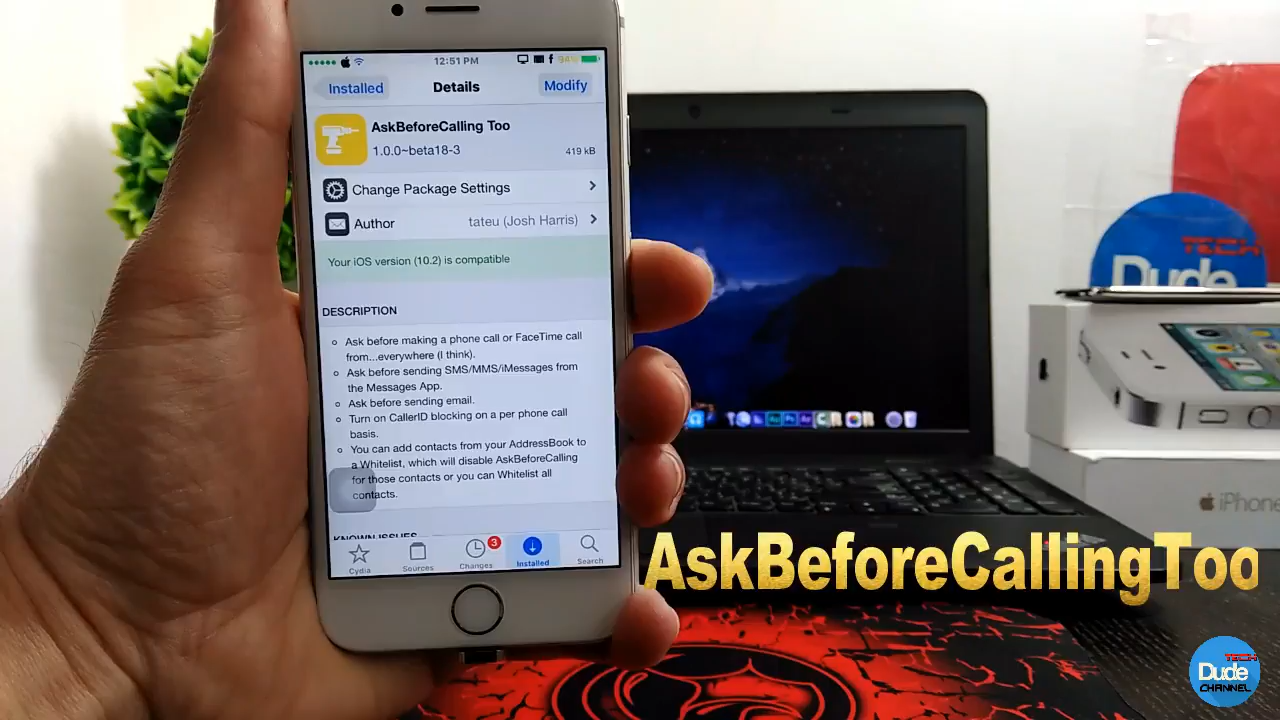 12:51 PM
94%
Installed
Details
Modify
AskBeforeCalling Too
1.0.0~beta18-3
419 kB
Change Package Settings
Author
tateu (Josh Harris)
Your iOS version (10.2) is compatible
DESCRIPTION
Ask before making a phone call or FaceTime call
from...everywhere (I think).
Ask before sending SMS/MMS/iMessages from
the Messages App.
Ask before sending email.
Turn on CallerID blocking on a per phone call
basis.
You can add contacts from your AddressBook to
a Whitelist, which will disable AskBeforeCalling
for those contacts or you can Whitelist all
contacts.
KNOWN ISSUES
3
Cydia
Sources
Changes
Installed
Search
TECH
Dude
iPhone
AskBeforeCallingToo
TECH
Dude
CHANNEL